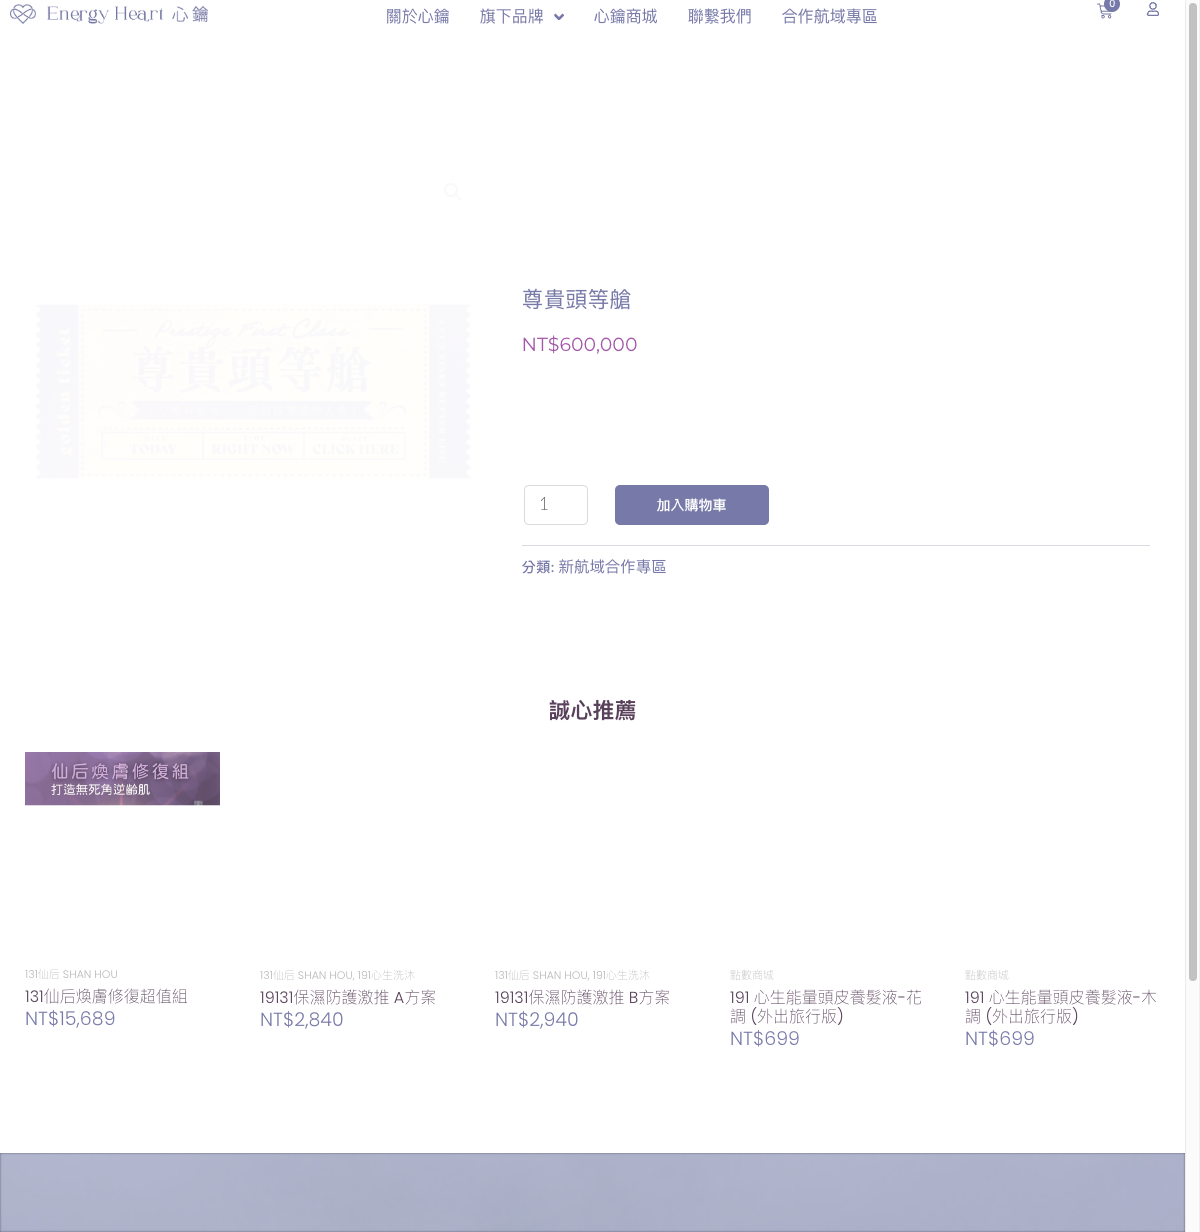 Energy Heart 心鑰
關於心鑰
旗下品牌
心鑰商城
聯繫我們
合作航域專區
0
尊貴頭等艙
NT$600,000
golden ticket
Prestige First Class
尊貴頭等艙
TODAY
RIGHT NOW
CLICK HERE
1
加入購物車
分類: 新航域合作專區
誠心推薦
仙后煥膚修復組
打造無死角逆齡肌
131仙后 SHAN HOU
131仙后煥膚修復超值組
NT$15,689
131仙后 SHAN HOU, 191心生洗沐
19131保濕防護激推 A方案
NT$2,840
131仙后 SHAN HOU, 191心生洗沐
19131保濕防護激推 B方案
NT$2,940
點數商城
191 心生能量頭皮養髮液-花
調 (外出旅行版)
NT$699
點數商城
191 心生能量頭皮養髮液-木
調 (外出旅行版)
NT$699